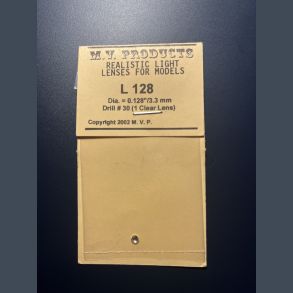 M.V. PRODUCTS
REALISTIC LIGHT
LENSES FOR MODELS
L 128
Dia. = 0.128"/3.3 mm
Drill # 30 (1 Clear Lens)
Copyright 2002 M. V. P.